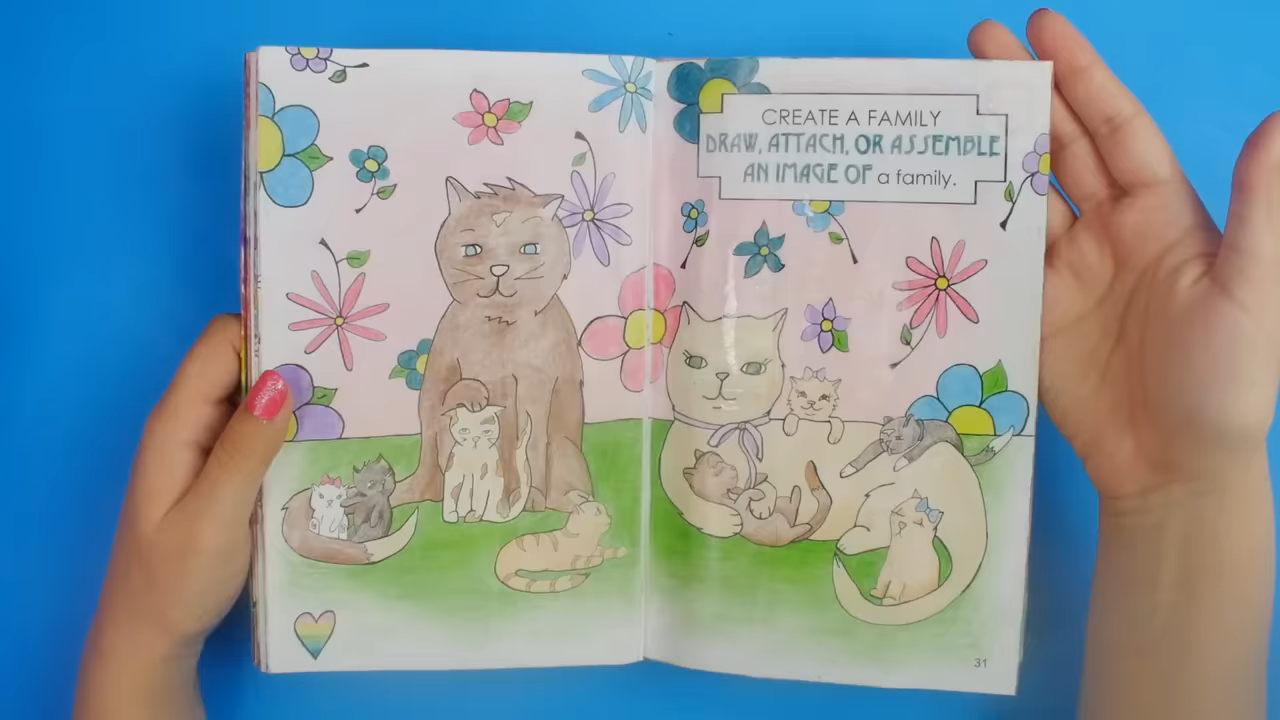 CREATE A FAMILY
DRAW, ATTACH, OR ASSEMBLE
AN IMAGE OF a family.
31